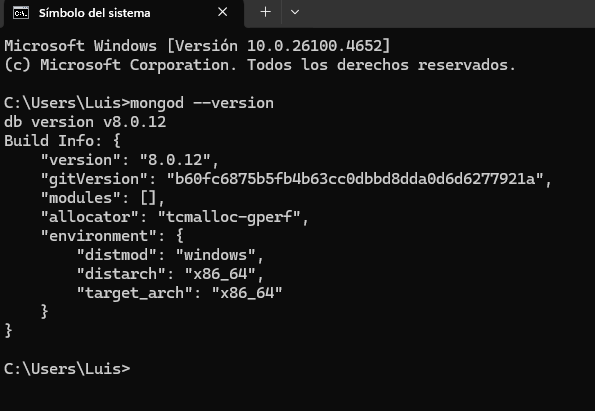 Símbolo del sistema
Microsoft Windows [Versión 10.0.26100.4652]
(c) Microsoft Corporation. Todos los derechos reservados.
C:\Users\Luis>mongod --version
db version v8.0.12
Build Info: {
    "version": "8.0.12",
    "gitVersion": "b60fc6875b5fb4b63cc0dbbd8dda0d6d6277921a",
    "modules": [],
    "allocator": "tcmalloc-gperf",
    "environment": {
        "distmod": "windows",
        "distarch": "x86_64",
        "target_arch": "x86_64"
    }
}
C:\Users\Luis>